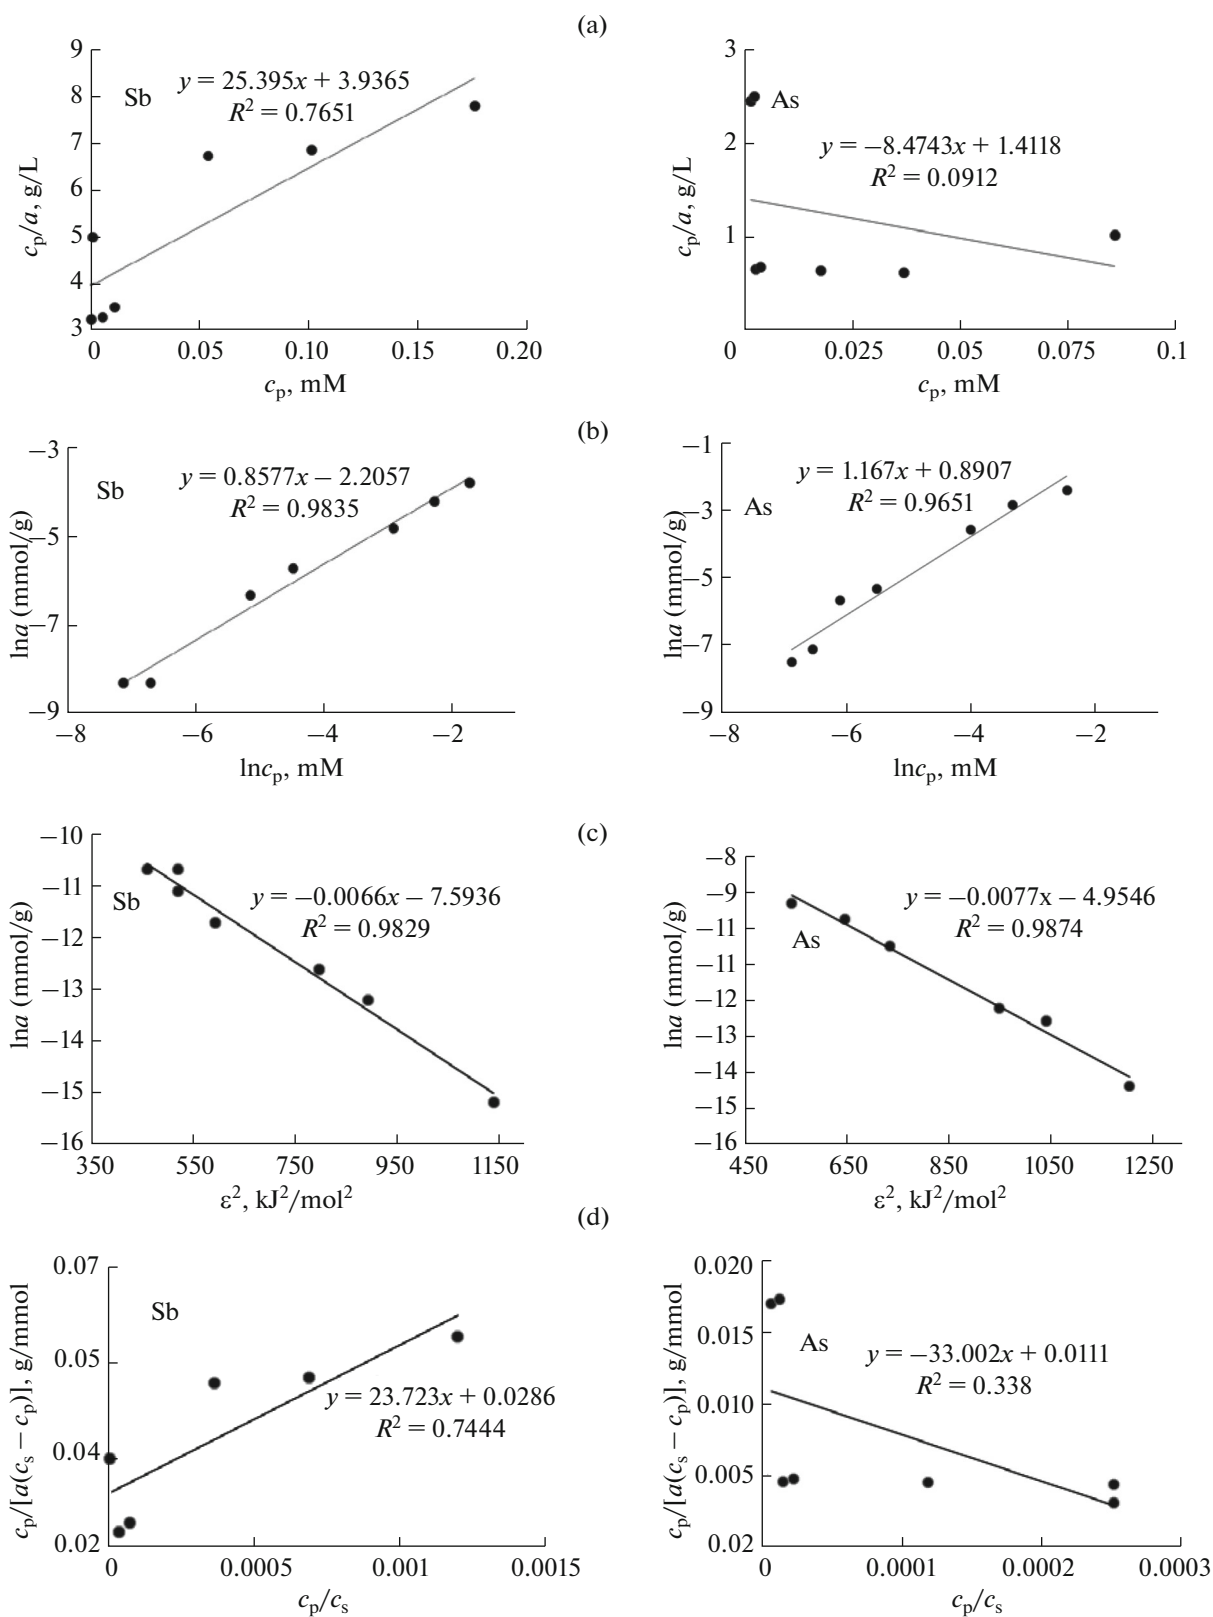 (a)
9
8
7
6
5
4
3
Sb
y = 25.395x + 3.9365
R² = 0.7651
cₚ/a, g/L
0 0.05 0.10 0.15 0.20
cₚ, mM
3
2
1
As
y = −8.4743x + 1.4118
R² = 0.0912
cₚ/a, g/L
0 0.025 0.050 0.075 0.1
cₚ, mM
(b)
−3
−5
−7
−9
Sb
y = 0.8577x − 2.2057
R² = 0.9835
lna (mmol/g)
−8 −6 −4 −2
lncₚ, mM
−1
−3
−5
−7
−9
As
y = 1.167x + 0.8907
R² = 0.9651
lna (mmol/g)
−8 −6 −4 −2
lncₚ, mM
(c)
−10
−11
−12
−13
−14
−15
−16
Sb
y = −0.0066x − 7.5936
R² = 0.9829
lna (mmol/g)
350 550 750 950 1150
ε², kJ²/mol²
−8
−9
−10
−11
−12
−13
−14
−15
−16
As
y = −0.0077x − 4.9546
R² = 0.9874
lna (mmol/g)
450 650 850 1050 1250
ε², kJ²/mol²
(d)
0.07
0.05
0.04
0.02
Sb
y = 23.723x + 0.0286
R² = 0.7444
cₚ/[a(cₛ − cₚ)], g/mmol
0 0.0005 0.001 0.0015
cₚ/cₛ
0.020
0.015
0.010
0.005
0.02
As
y = −33.002x + 0.0111
R² = 0.338
cₚ/[a(cₛ − cₚ)], g/mmol
0 0.0001 0.0002 0.0003
cₚ/cₛ